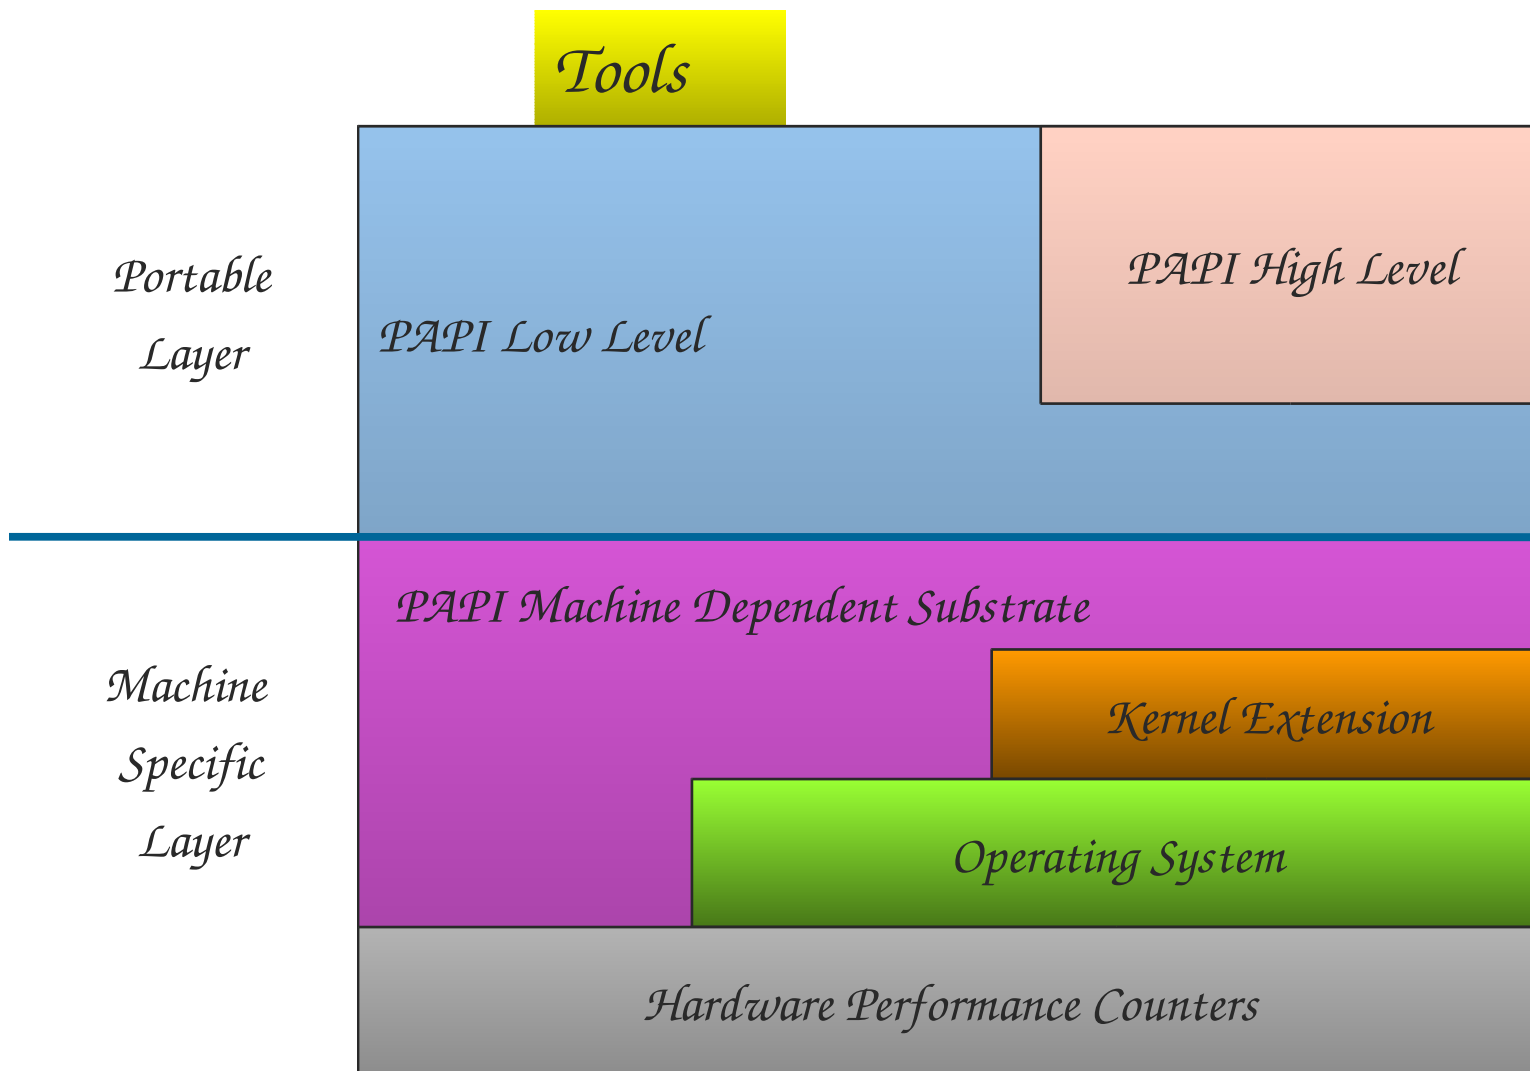 Tools
PAPI High Level
Portable
Layer
PAPI Low Level
PAPI Machine Dependent Substrate
Machine
Specific
Layer
Kernel Extension
Operating System
Hardware Performance Counters